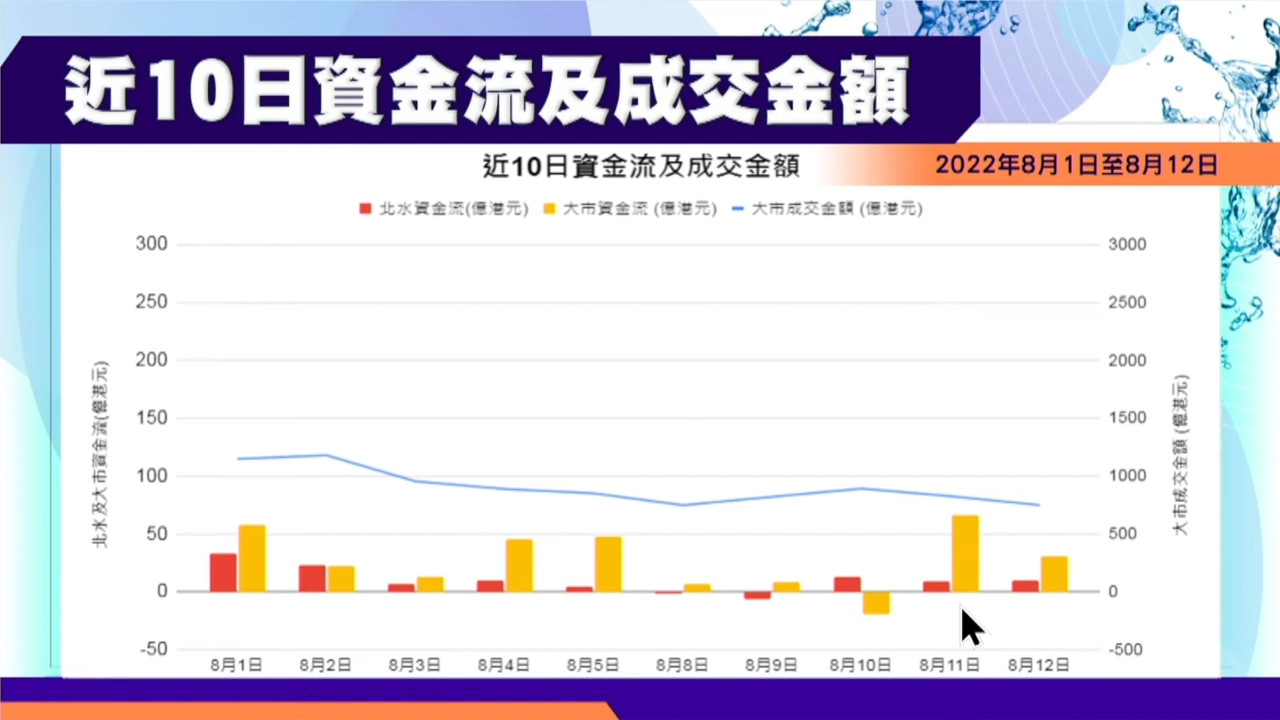 近10日資金流及成交金額
近10日資金流及成交金額
2022年8月1日至8月12日
北水資金流(億港元)
大市資金流 (億港元)
大市成交金額 (億港元)
300
250
200
150
100
50
0
-50
3000
2500
2000
1500
1000
500
0
-500
北水及大市資金流(億港元)
大市成交金額 (億港元)
8月1日
8月2日
8月3日
8月4日
8月5日
8月8日
8月9日
8月10日
8月11日
8月12日